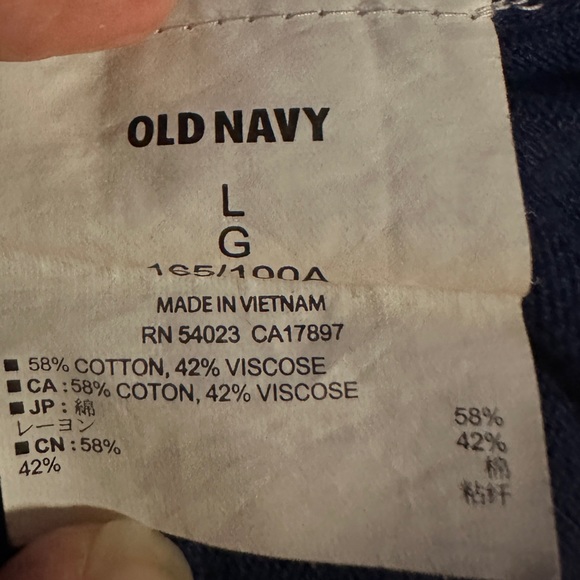 OLD NAVY
L
G
165/100A
MADE IN VIETNAM
RN 54023 CA17897
58% COTTON, 42% VISCOSE
CA : 58% COTON, 42% VISCOSE
JP : 綿 58%
レーヨン 42%
CN : 58% 棉
42% 粘纤